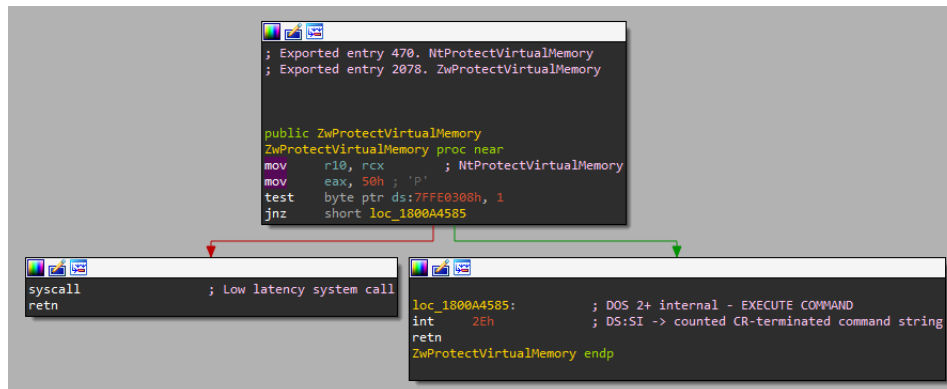 ; Exported entry 470. NtProtectVirtualMemory
; Exported entry 2078. ZwProtectVirtualMemory
public ZwProtectVirtualMemory
ZwProtectVirtualMemory proc near
mov r10, rcx ; NtProtectVirtualMemory
mov eax, 50h ; 'P'
test byte ptr ds:7FFE0308h, 1
jnz short loc_1800A4585
syscall ; Low latency system call
retn
loc_1800A4585: ; DOS 2+ internal - EXECUTE COMMAND
int 2Eh ; DS:SI -> counted CR-terminated command string
retn
ZwProtectVirtualMemory endp